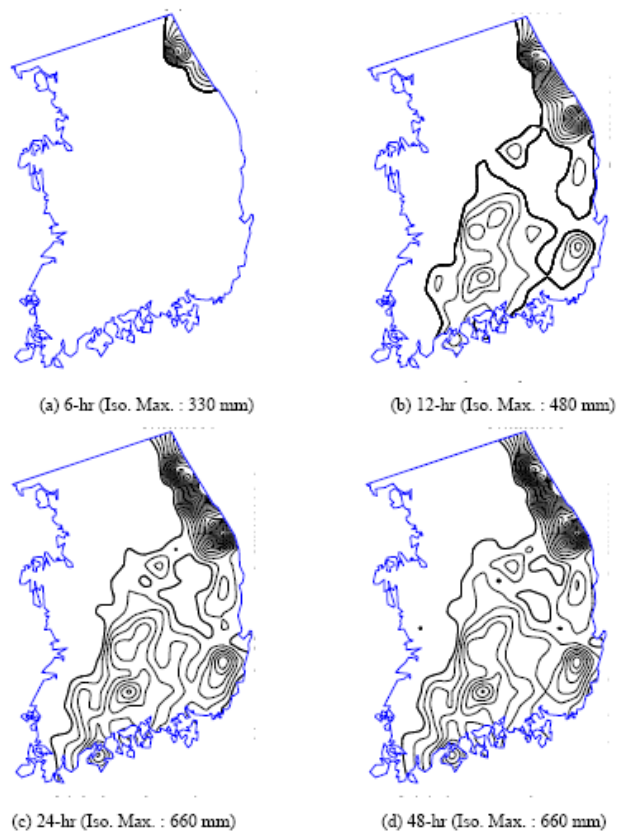 (a) 6-hr (Iso. Max. : 330 mm)
(b) 12-hr (Iso. Max. : 480 mm)
(c) 24-hr (Iso. Max. : 660 mm)
(d) 48-hr (Iso. Max. : 660 mm)